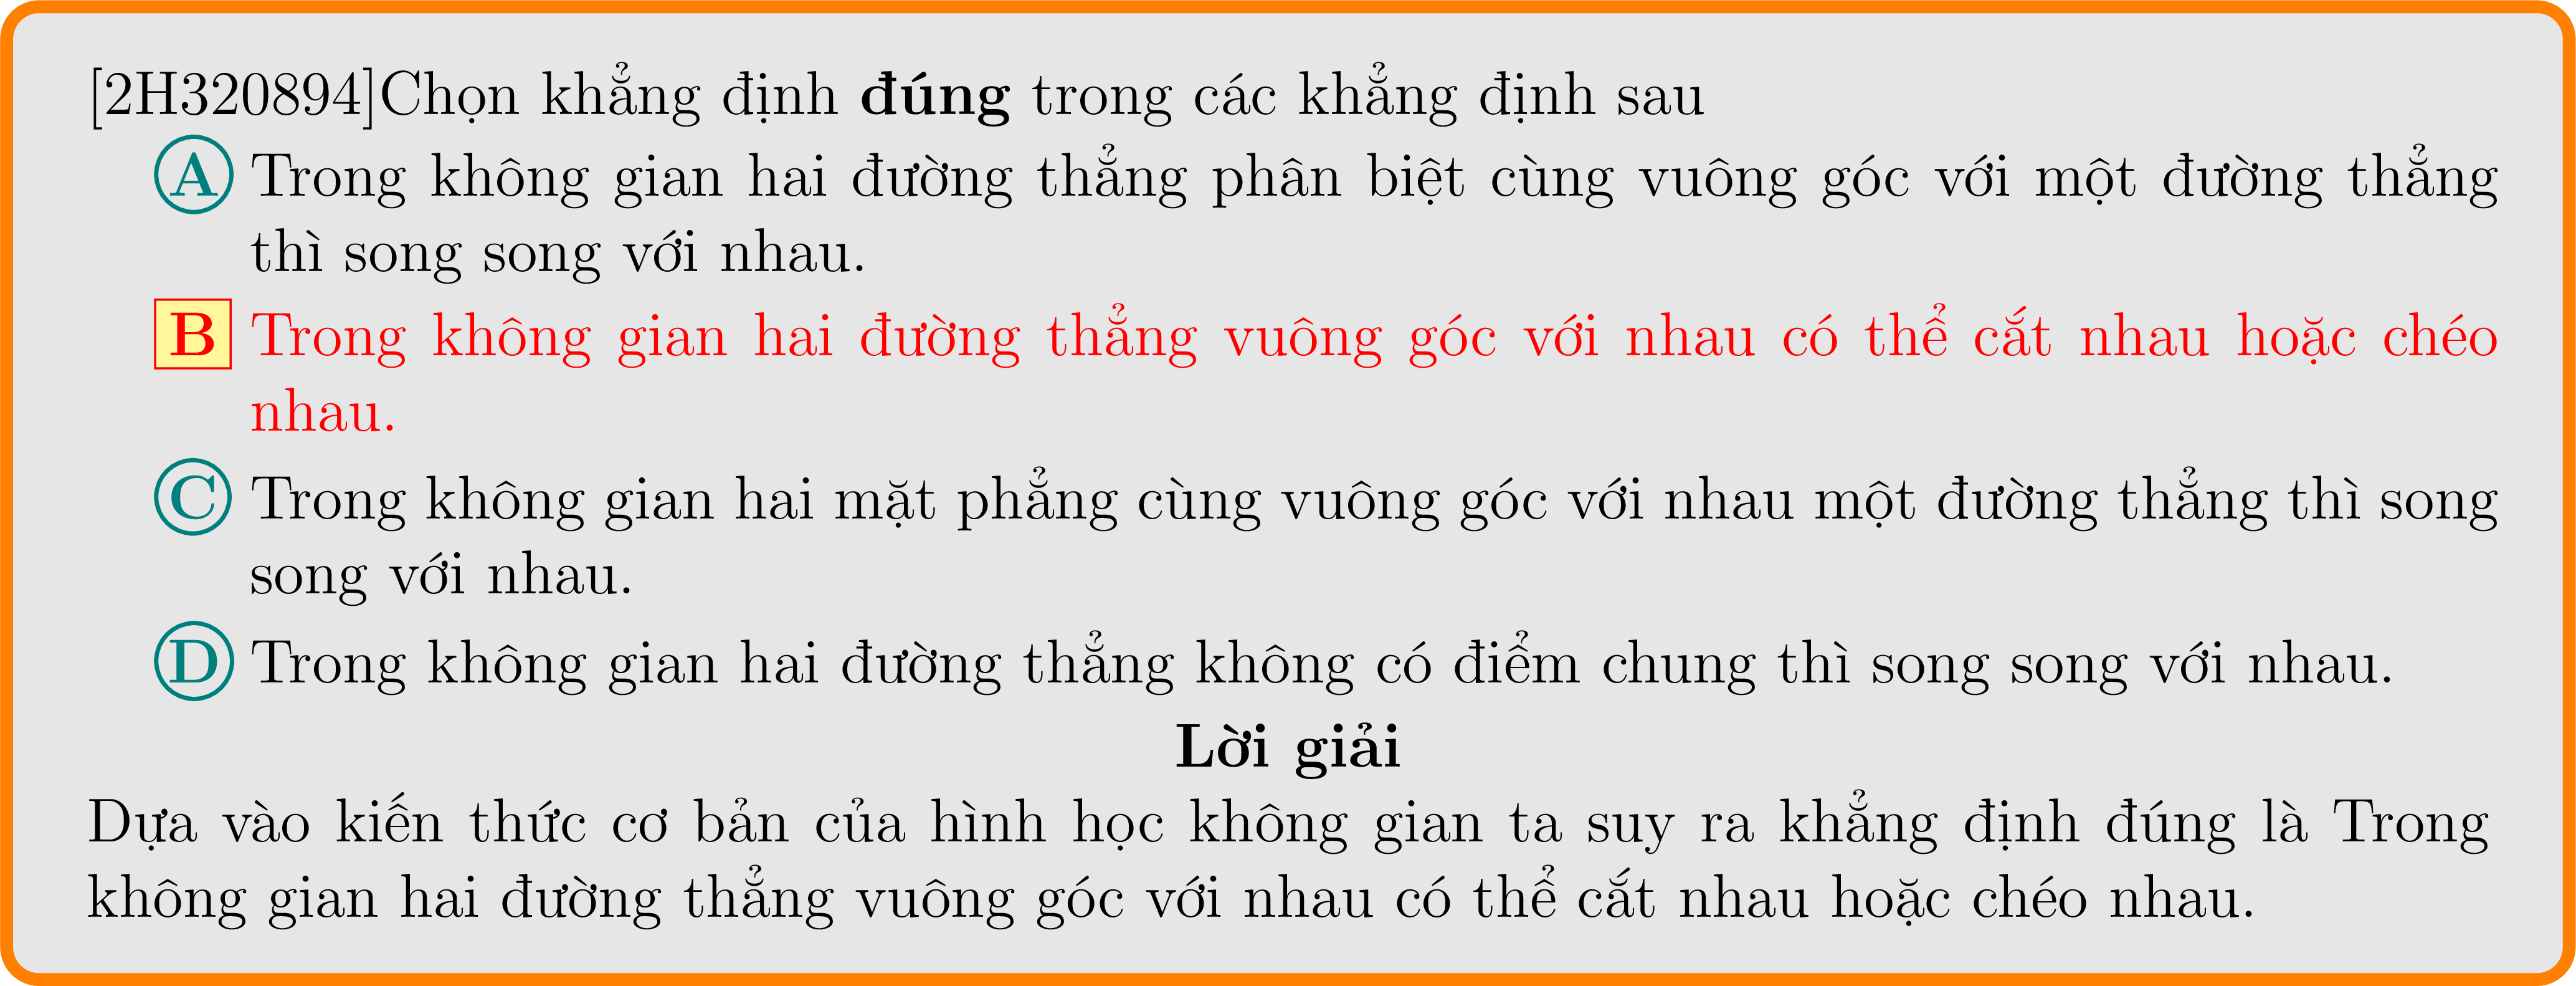 [2H320894]Chọn khẳng định đúng trong các khẳng định sau
A Trong không gian hai đường thẳng phân biệt cùng vuông góc với một đường thẳng
thì song song với nhau.
B Trong không gian hai đường thẳng vuông góc với nhau có thể cắt nhau hoặc chéo
nhau.
C Trong không gian hai mặt phẳng cùng vuông góc với nhau một đường thẳng thì song
song với nhau.
D Trong không gian hai đường thẳng không có điểm chung thì song song với nhau.
Lời giải
Dựa vào kiến thức cơ bản của hình học không gian ta suy ra khẳng định đúng là Trong
không gian hai đường thẳng vuông góc với nhau có thể cắt nhau hoặc chéo nhau.